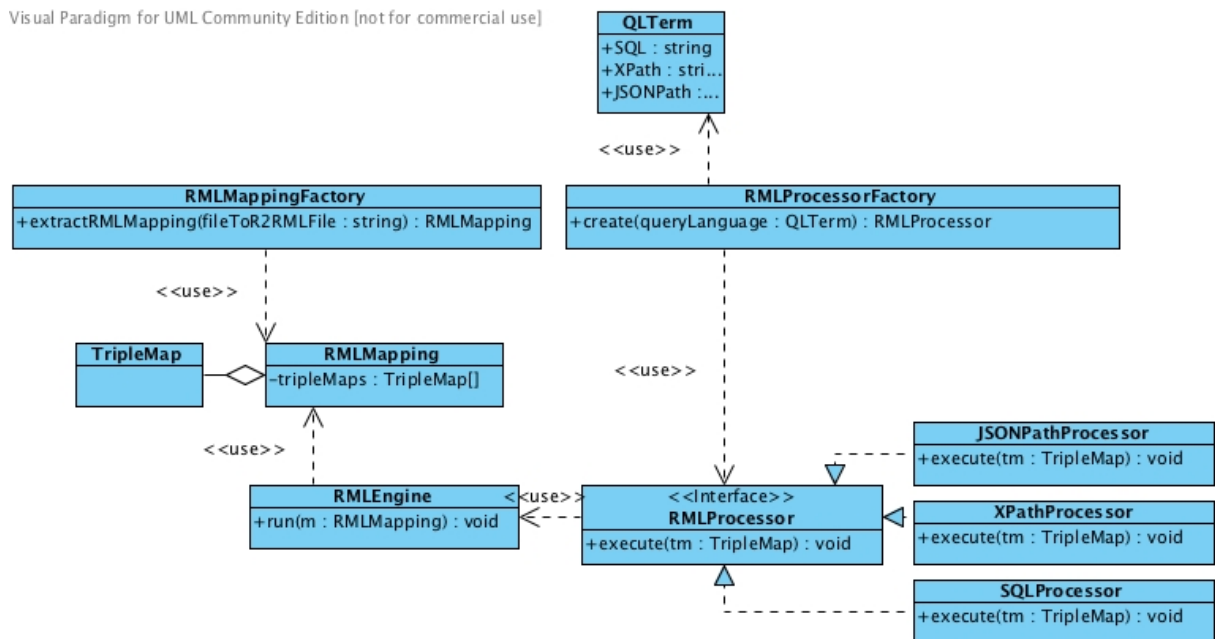 Visual Paradigm for UML Community Edition [not for commercial use]
QLTerm
+SQL : string
+XPath : stri...
+JSONPath :...
<<use>>
RMLMappingFactory
+extractRMLMapping(fileToR2RMLFile : string) : RMLMapping
RMLProcessorFactory
+create(queryLanguage : QLTerm) : RMLProcessor
<<use>>
TripleMap
RMLMapping
-tripleMaps : TripleMap[]
<<use>>
<<use>>
RMLEngine
+run(m : RMLMapping) : void
<<use>>
<<Interface>>
RMLProcessor
+execute(tm : TripleMap) : void
JSONPathProcessor
+execute(tm : TripleMap) : void
XPathProcessor
+execute(tm : TripleMap) : void
SQLProcessor
+execute(tm : TripleMap) : void